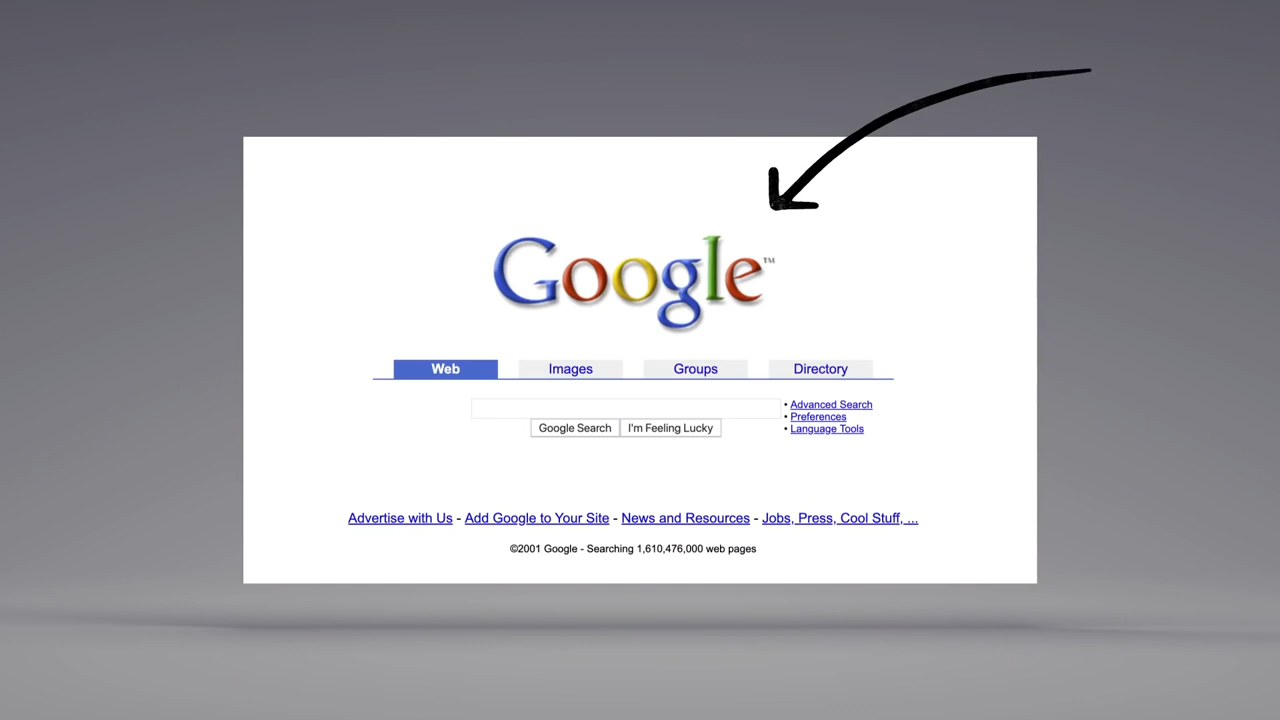 Google™
Web Images Groups Directory
• Advanced Search
• Preferences
• Language Tools
Google Search I'm Feeling Lucky
Advertise with Us - Add Google to Your Site - News and Resources - Jobs, Press, Cool Stuff, ...
©2001 Google - Searching 1,610,476,000 web pages